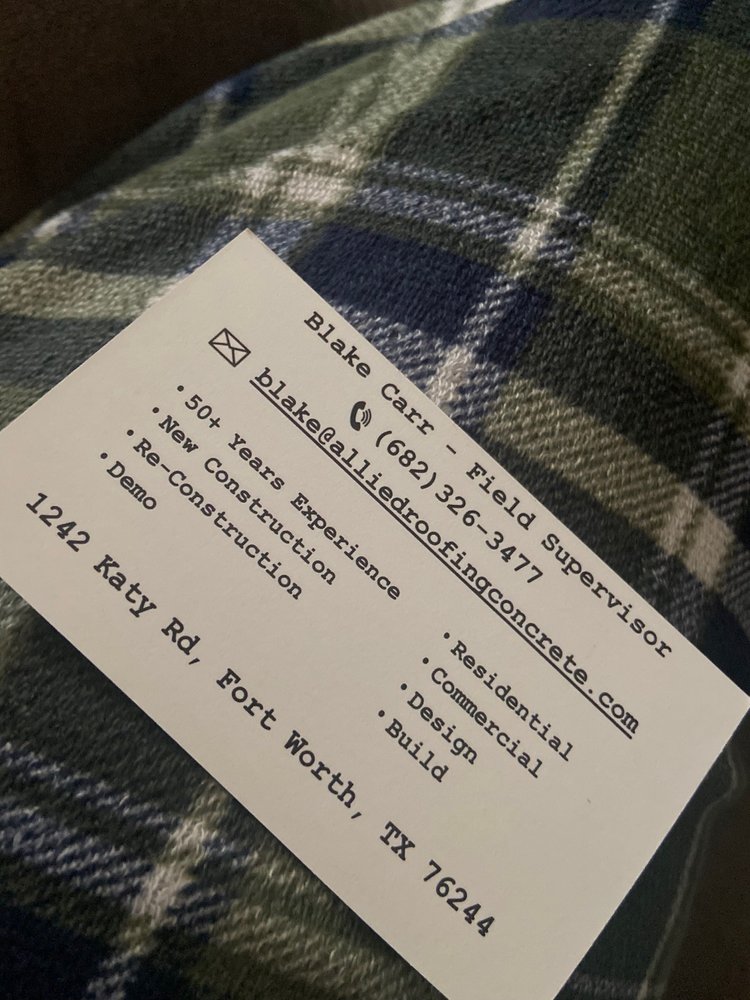 Blake Carr - Field Supervisor
(682)326-3477
blake@alliedroofingconcrete.com
• 50+ Years Experience
• New Construction
• Re-Construction
• Demo
• Residential
• Commercial
• Design
• Build
1242 Katy Rd, Fort Worth, TX 76244